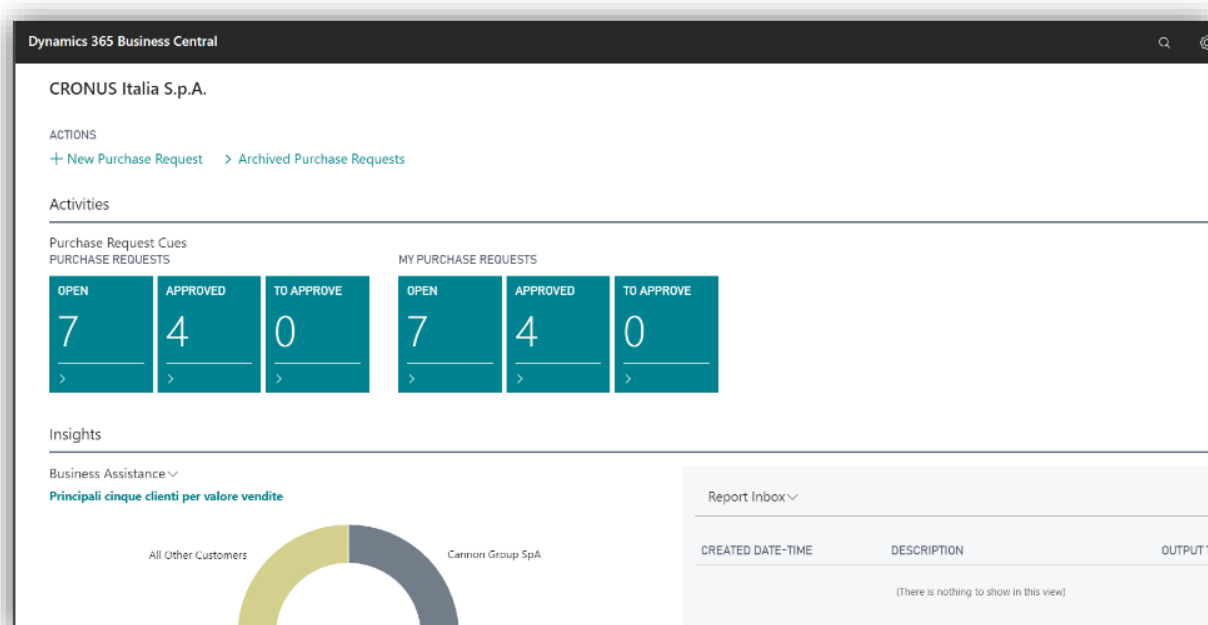 Dynamics 365 Business Central
CRONUS Italia S.p.A.
ACTIONS
+ New Purchase Request > Archived Purchase Requests
Activities
Purchase Request Cues
PURCHASE REQUESTS
OPEN APPROVED TO APPROVE
7 4 0
> > >
MY PURCHASE REQUESTS
OPEN APPROVED TO APPROVE
7 4 0
> > >
Insights
Business Assistance
Principali cinque clienti per valore vendite
All Other Customers
Cannon Group SpA
Report Inbox
CREATED DATE-TIME DESCRIPTION OUTPUT
(There is nothing to show in this view)